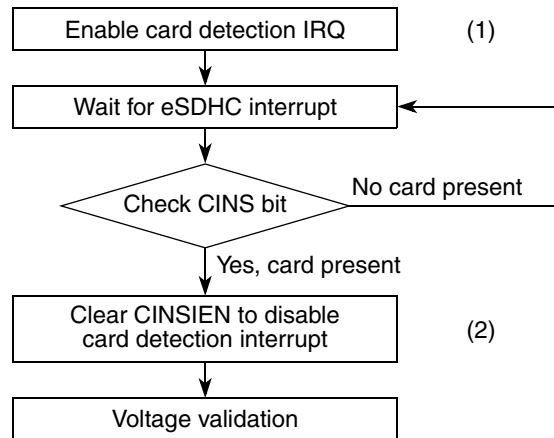 Enable card detection IRQ
(1)
Wait for eSDHC interrupt
No card present
Check CINS bit
Yes, card present
Clear CINSIEN to disable
card detection interrupt
(2)
Voltage validation